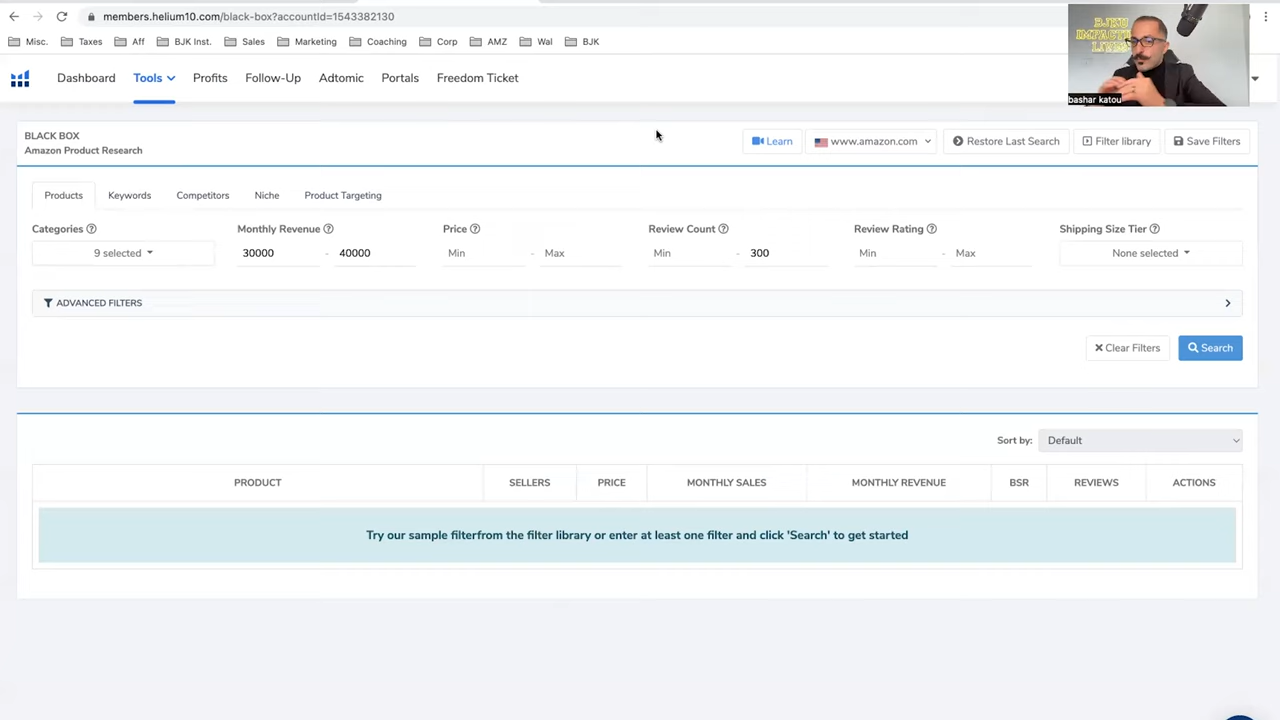 members.helium10.com/black-box?accountId=1543382130
Misc. Taxes Aff BJK Inst. Sales Marketing Coaching Corp AMZ Wal BJK
BJKU
IMPACT
LIVES
bashar katou
Dashboard Tools Profits Follow-Up Adtomic Portals Freedom Ticket
BLACK BOX
Amazon Product Research
Learn www.amazon.com Restore Last Search Filter library Save Filters
Products Keywords Competitors Niche Product Targeting
Categories Monthly Revenue Price Review Count Review Rating Shipping Size Tier
9 selected 30000 - 40000 Min - Max Min - 300 Min - Max None selected
ADVANCED FILTERS
Clear Filters Search
Sort by: Default
PRODUCT SELLERS PRICE MONTHLY SALES MONTHLY REVENUE BSR REVIEWS ACTIONS
Try our sample filterfrom the filter library or enter at least one filter and click 'Search' to get started